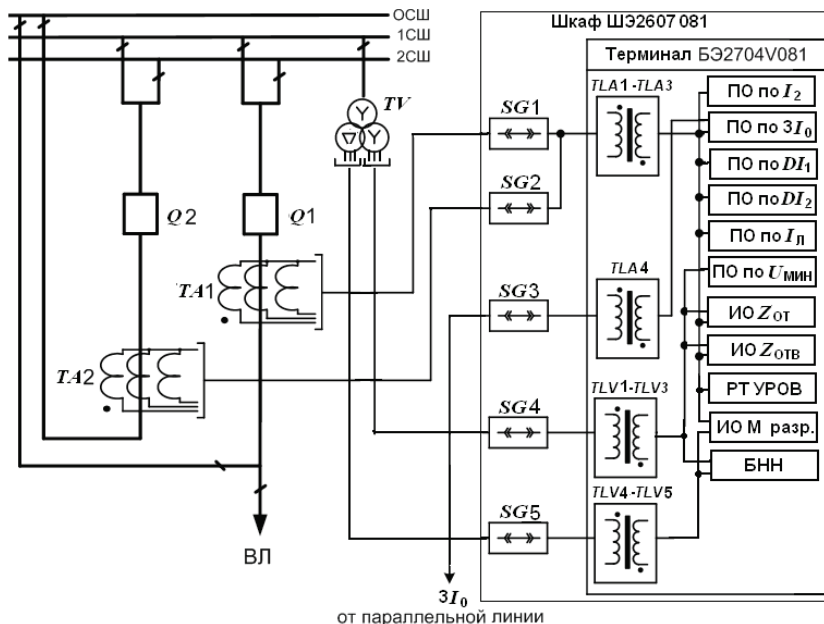 ОСШ
1СШ
2СШ
Шкаф ШЭ2607 081
Терминал БЭ2704V081
TV
SG1
TLA1-TLA3
ПО по I₂
ПО по 3I₀
ПО по DI₁
SG2
ПО по DI₂
Q2
Q1
ПО по Iл
TA1
SG3
TLA4
ПО по Uмин
ИО Zот
TA2
ИО Zотв
SG4
TLV1-TLV3
РТ УРОВ
ИО М разр.
БНН
SG5
TLV4-TLV5
ВЛ
3I₀
от параллельной линии